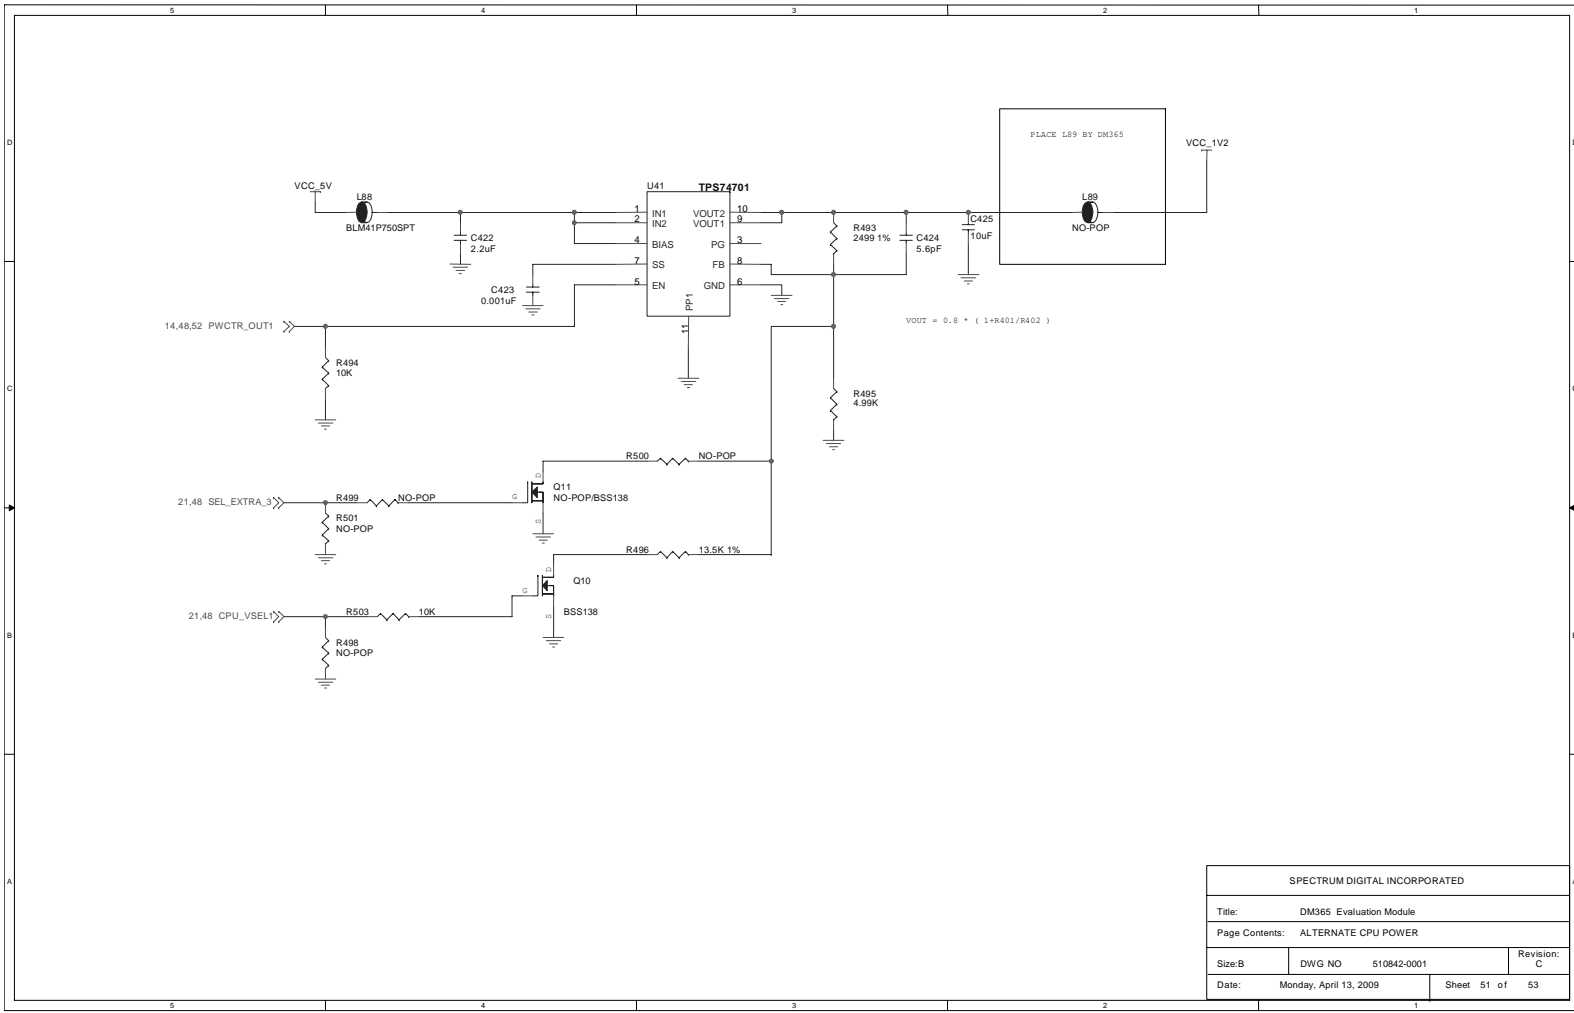 5 4 3 2 1
D
D
C
C
B
B
A
A
PLACE L89 BY DM365
VCC_1V2
VCC_5V
L88
BLM41P750SPT
U41
TPS74701
1 IN1
2 IN2
4 BIAS
7 SS
5 EN
VOUT2 10
VOUT1 9
PG 3
FB 8
GND 6
PP1
11
C422
2.2uF
C423
0.001uF
R493
2499 1%
C424
5.6pF
C425
10uF
L89
NO-POP
14,48,52 PWCTR_OUT1
VOUT = 0.8 * ( 1+R401/R402 )
R494
10K
R495
4.99K
R500 NO-POP
D
Q11
NO-POP/BSS138
G
S
21,48 SEL_EXTRA_3
R499 NO-POP
R501
NO-POP
R496 13.5K 1%
D
Q10
G
BSS138
S
21,48 CPU_VSEL1
R503 10K
R498
NO-POP
SPECTRUM DIGITAL INCORPORATED
Title: DM365 Evaluation Module
Page Contents: ALTERNATE CPU POWER
Size:B DWG NO 510842-0001 Revision: C
Date: Monday, April 13, 2009 Sheet 51 of 53
5 4 3 2 1